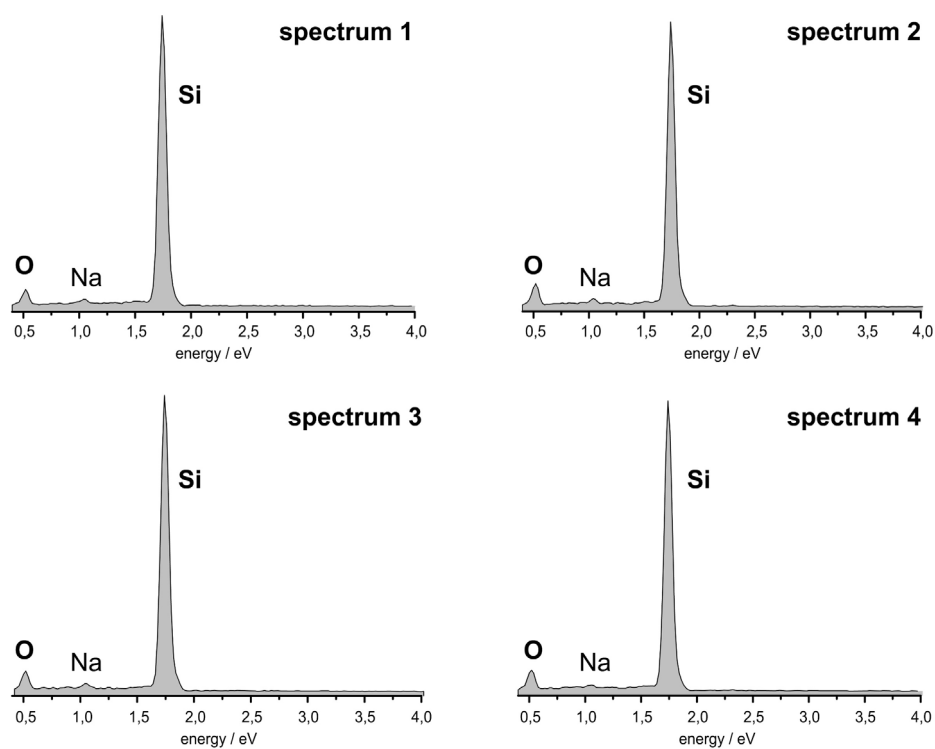 spectrum 1
Si
O
Na
0,5 1,0 1,5 2,0 2,5 3,0 3,5 4,0
energy / eV
spectrum 2
Si
O
Na
0,5 1,0 1,5 2,0 2,5 3,0 3,5 4,0
energy / eV
spectrum 3
Si
O
Na
0,5 1,0 1,5 2,0 2,5 3,0 3,5 4,0
energy / eV
spectrum 4
Si
O
Na
0,5 1,0 1,5 2,0 2,5 3,0 3,5 4,0
energy / eV